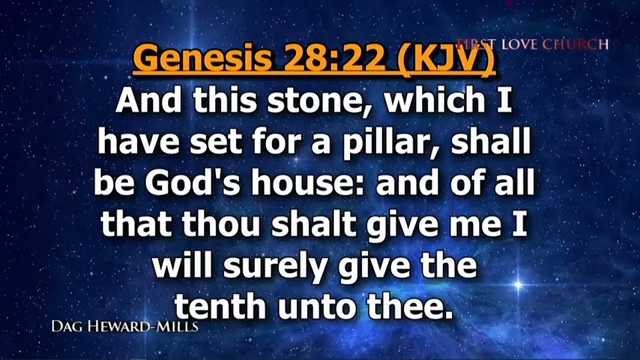 FIRST LOVE CHURCH
Genesis 28:22 (KJV)
And this stone, which I
have set for a pillar, shall
be God's house: and of all
that thou shalt give me I
will surely give the
tenth unto thee.
DAG HEWARD-MILLS